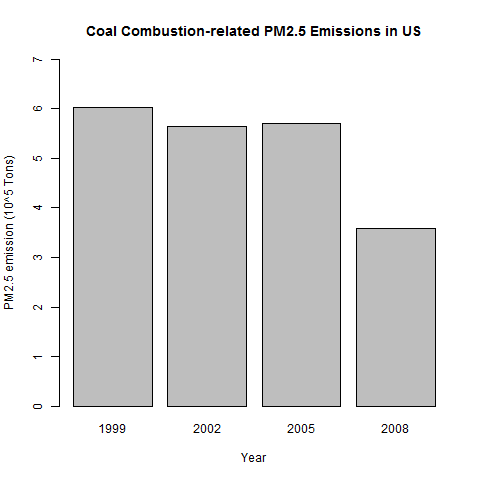 Coal Combustion-related PM2.5 Emissions in US
PM2.5 emission (10^5 Tons)
7
6
5
4
3
2
1
0
1999 2002 2005 2008
Year